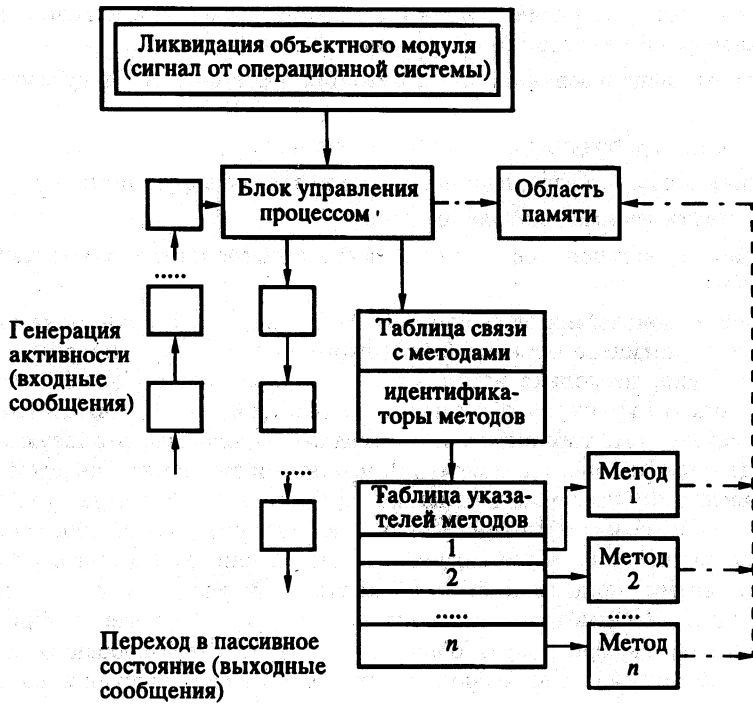 Ликвидация объектного модуля
(сигнал от операционной системы)
Блок управления
процессом
Область
памяти
.....
Генерация
активности
(входные
сообщения)
Таблица связи
с методами
идентифика-
торы методов
.....
Таблица указа-
телей методов
1
2
.....
n
Метод
1
Метод
2
.....
Метод
n
Переход в пассивное
состояние (выходные
сообщения)